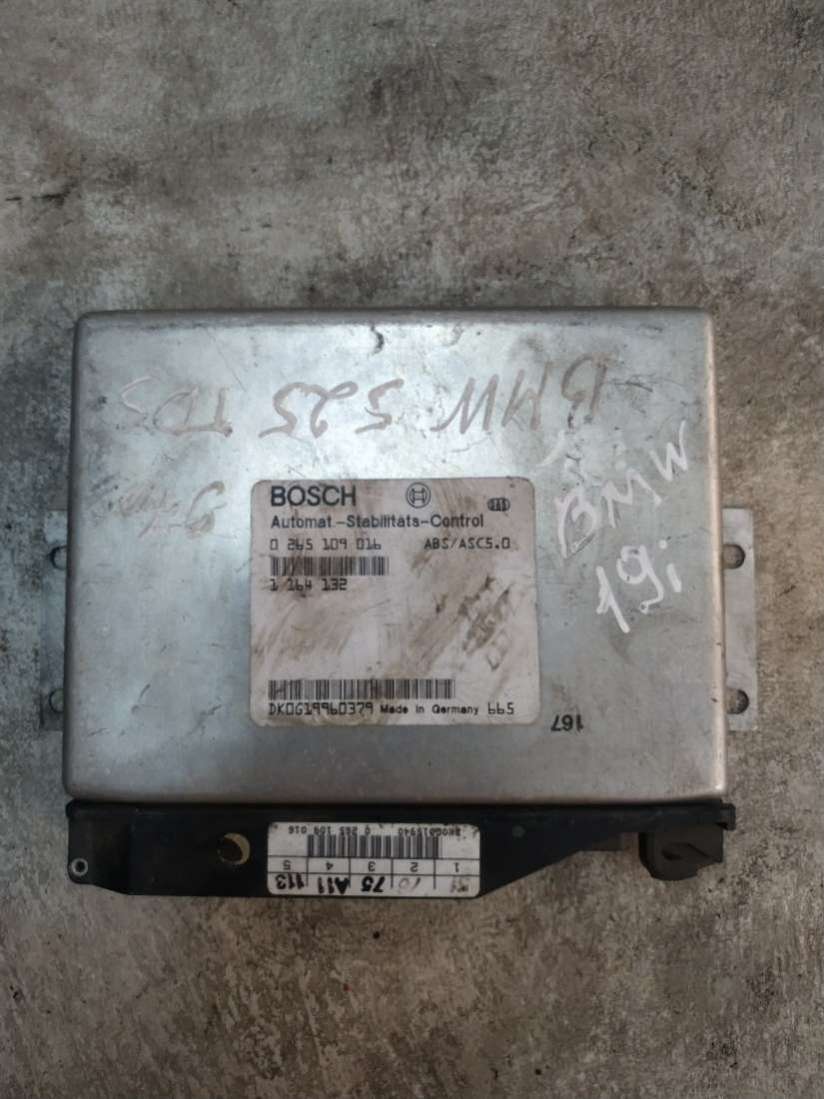 BMW 525 TDS
BMW
19i
BOSCH
Automat.-Stabilitäts-Control
0 265 109 016 ABS/ASC5.0
1 164 132
DKOG19960379 Made in Germany 665
167
0 265 109 016
1 2 3 4 5
75 A11 113